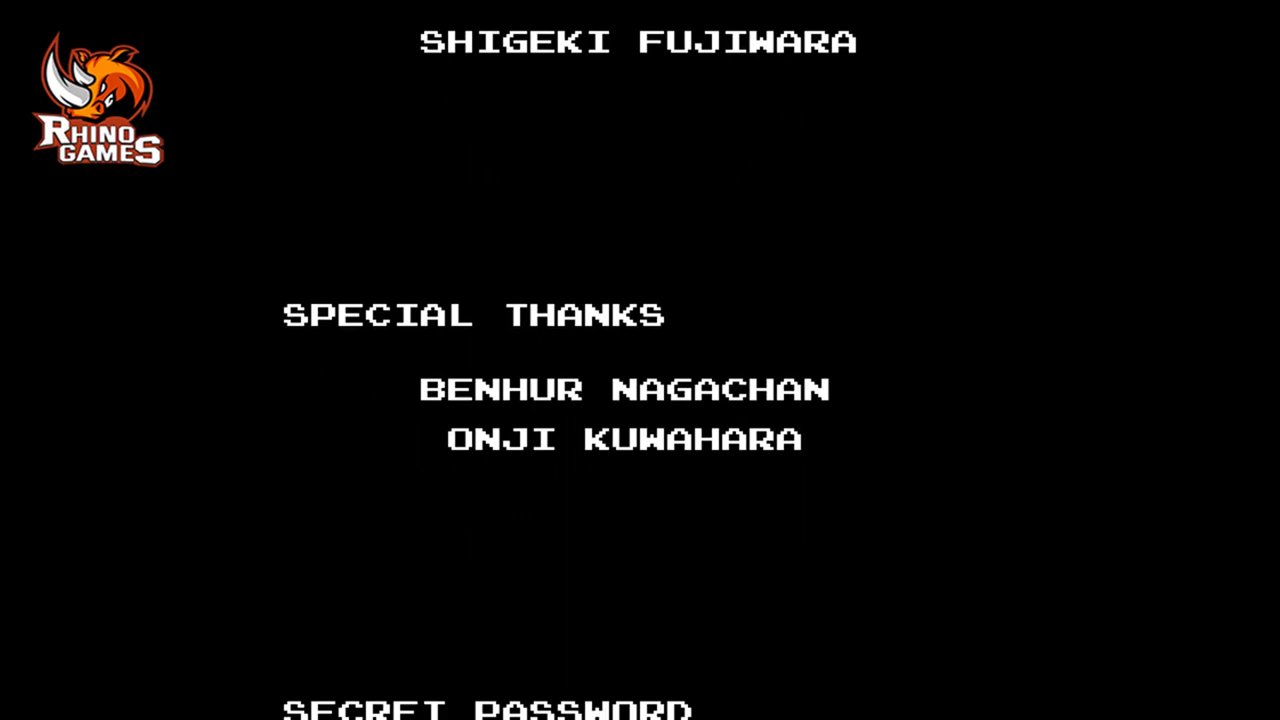 SHIGEKI FUJIWARA
RHINO
GAMES
SPECIAL THANKS
BENHUR NAGACHAN
ONJI KUWAHARA
SECRET PASSWORD